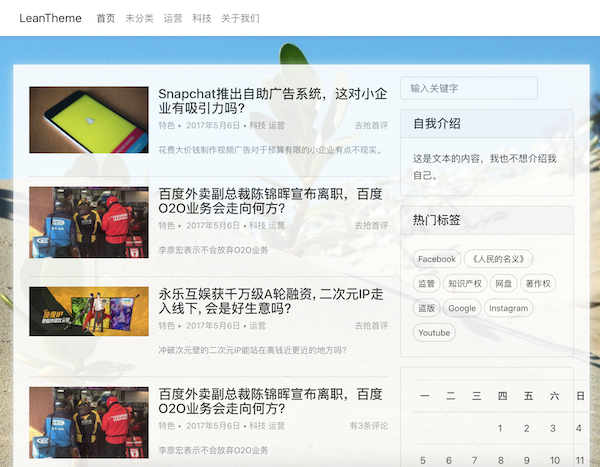 LeanTheme 首页 未分类 运营 科技 关于我们
Snapchat推出自助广告系统，这对小企
业有吸引力吗?
特色 • 2017年5月6日 • 科技 运营 去抢首评
花费大价钱制作视频广告对于预算有限的小企业有点不现实。
百度外卖副总裁陈锦晖宣布离职，百度
O2O业务会走向何方?
特色 • 2017年5月6日 • 科技 运营 去抢首评
李彦宏表示不会放弃O2O业务
永乐互娱获千万级A轮融资, 二次元IP走
入线下, 会是好生意吗?
特色 • 2017年5月6日 • 运营 去抢首评
冲破次元壁的二次元IP能站在离钱近更近的地方吗?
百度外卖副总裁陈锦晖宣布离职，百度
O2O业务会走向何方?
特色 • 2017年5月6日 • 科技 运营 有3条评论
李彦宏表示不会放弃O2O业务
输入关键字
自我介绍
这是文本的内容，我也不想介绍我
自己。
热门标签
Facebook 《人民的名义》
监管 知识产权 网盘 著作权
盗版 Google Instagram
Youtube
一 二 三 四 五 六 日
1 2 3 4
5 6 7 8 9 10 11